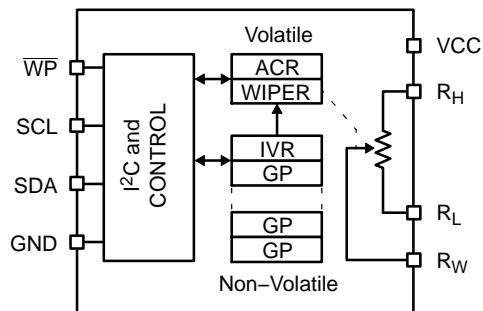 Volatile
VCC
WP
ACR
WIPER
RH
SCL
I2C and
CONTROL
IVR
GP
SDA
GP
GP
RL
GND
RW
Non−Volatile